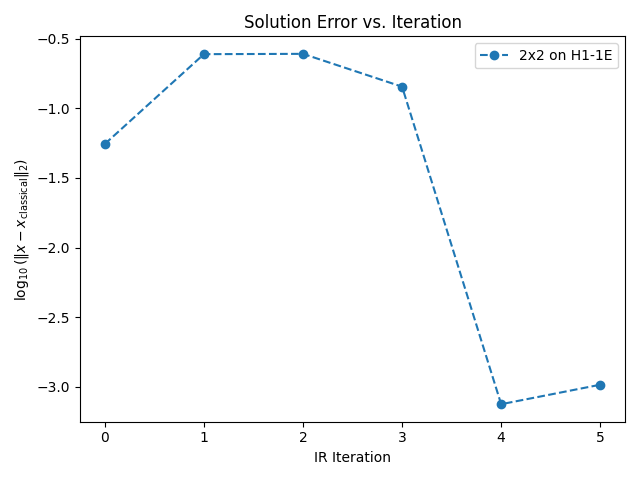 Solution Error vs. Iteration
2x2 on H1-1E
log₁₀(‖x − x_classical‖₂)
−0.5
−1.0
−1.5
−2.0
−2.5
−3.0
0 1 2 3 4 5
IR Iteration